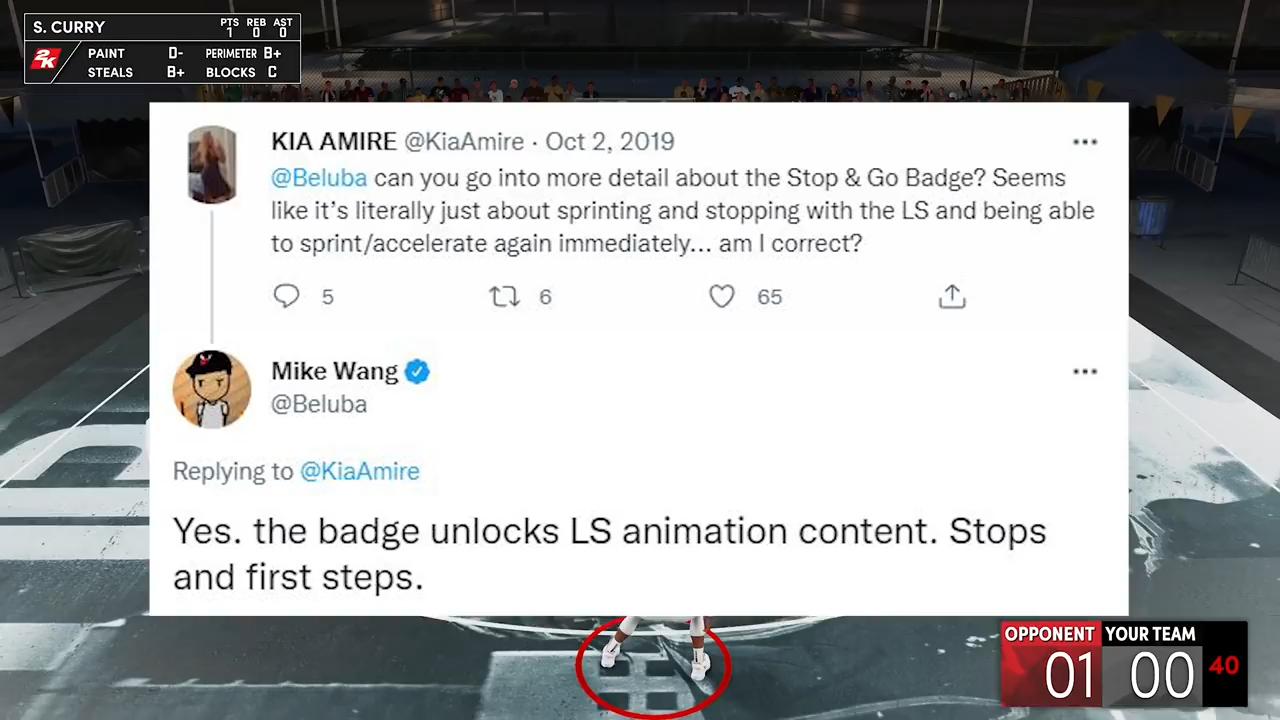 S. CURRY PTS REB AST
1 0 0
2K PAINT D- PERIMETER B+
STEALS B+ BLOCKS C
KIA AMIRE @KiaAmire · Oct 2, 2019
@Beluba can you go into more detail about the Stop & Go Badge? Seems
like it's literally just about sprinting and stopping with the LS and being able
to sprint/accelerate again immediately... am I correct?
5 6 65
Mike Wang
@Beluba
Replying to @KiaAmire
Yes. the badge unlocks LS animation content. Stops
and first steps.
OPPONENT YOUR TEAM
01 00 40